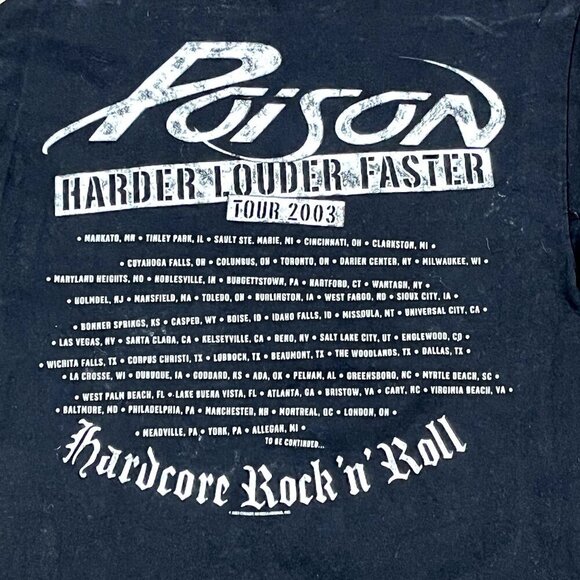 Poison
HARDER LOUDER FASTER
TOUR 2003
• MANKATO, MN • TINLEY PARK, IL • SAULT STE. MARIE, MI • CINCINNATI, OH • CLARKSTON, MI •
CUYAHOGA FALLS, OH • COLUMBUS, OH • TORONTO, ON • DARIEN CENTER, NY • MILWAUKEE, WI •
• MARYLAND HEIGHTS, MO • NOBLESVILLE, IN • BURGETTSTOWN, PA • HARTFORD, CT • WANTAGH, NY •
• HOLMDEL, NJ • MANSFIELD, MA • TOLEDO, OH • BURLINGTON, IA • WEST FARGO, ND • SIOUX CITY, IA •
• BONNER SPRINGS, KS • CASPER, WY • BOISE, ID • IDAHO FALLS, ID • MISSOULA, MT • UNIVERSAL CITY, CA •
• LAS VEGAS, NV • SANTA CLARA, CA • KELSEYVILLE, CA • RENO, NV • SALT LAKE CITY, UT • ENGLEWOOD, CO •
• WICHITA FALLS, TX • CORPUS CHRISTI, TX • LUBBOCK, TX • BEAUMONT, TX • THE WOODLANDS, TX • DALLAS, TX •
• LA CROSSE, WI • DUBUQUE, IA • GODDARD, KS • ADA, OK • PELHAM, AL • GREENSBORO, NC • MYRTLE BEACH, SC •
• WEST PALM BEACH, FL • LAKE BUENA VISTA, FL • ATLANTA, GA • BRISTOW, VA • CARY, NC • VIRGINIA BEACH, VA •
• BALTIMORE, MD • PHILADELPHIA, PA • MANCHESTER, NH • MONTREAL, QC • LONDON, ON •
• MEADVILLE, PA • YORK, PA • ALLEGAN, MI •
TO BE CONTINUED...
Hardcore Rock 'n' Roll